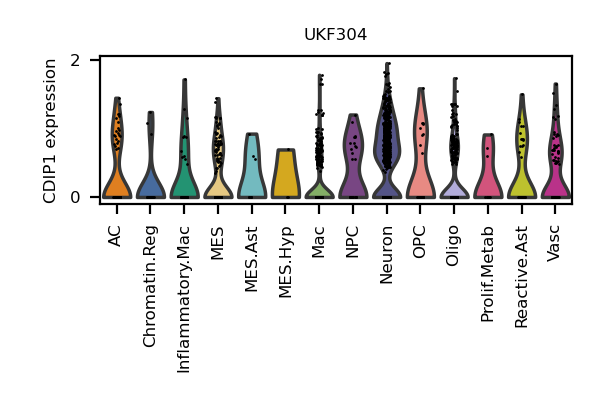 UKF304
CDIP1 expression
2
0
AC
Chromatin.Reg
Inflammatory.Mac
MES
MES.Ast
MES.Hyp
Mac
NPC
Neuron
OPC
Oligo
Prolif.Metab
Reactive.Ast
Vasc